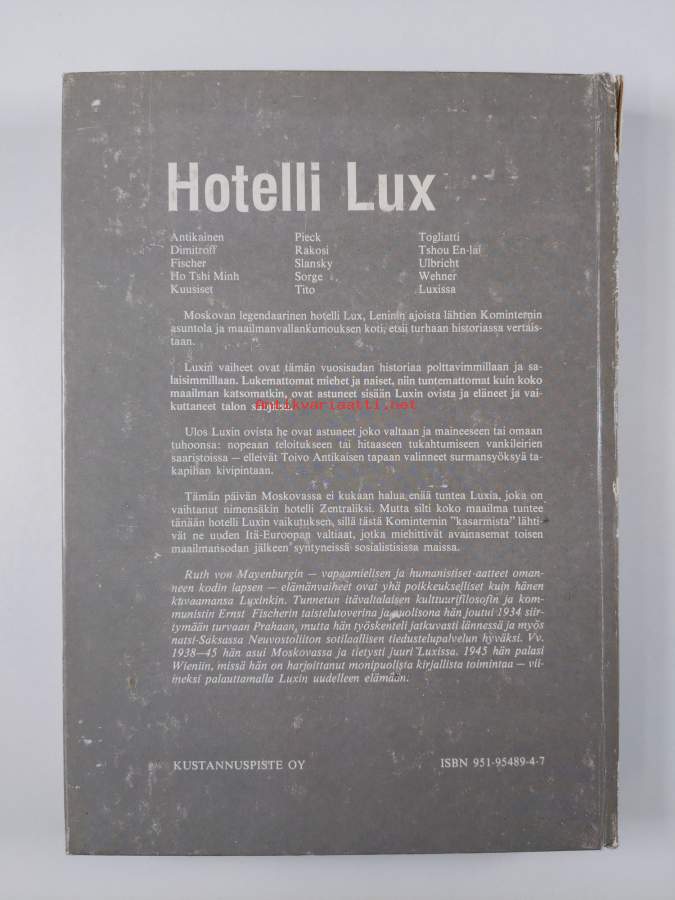 Hotelli Lux
Antikainen Pieck Togliatti
Dimitroff Rakosi Tshou En-lai
Fischer Slansky Ulbricht
Ho Tshi Minh Sorge Wehner
Kuusiset Tito Luxissa
Moskovan legendaarinen hotelli Lux, Leninin ajoista lähtien Kominternin
asuntola ja maailmanvallankumouksen koti, etsii turhaan historiassa vertais-
taan.
Luxin vaiheet ovat tämän vuosisadan historiaa polttavimmillaan ja sa-
laisimmillaan. Lukemattomat miehet ja naiset, niin tuntemattomat kuin koko
maailman katsomatkin, ovat astuneet sisään Luxin ovista ja eläneet ja vai-
kuttaneet talon
antikvariaatti.net
Ulos Luxin ovista he ovat astuneet joko valtaan ja maineeseen tai omaan
tuhoonsa: nopeaan teloitukseen tai hitaaseen tukahtumiseen vankileirien
saaristoissa — elleivät Toivo Antikaisen tapaan valinneet surmansyöksyä ta-
kapihan kivipintaan.
Tämän päivän Moskovassa ei kukaan halua enää tuntea Luxia, joka on
vaihtanut nimensäkin hotelli Zentraliksi. Mutta silti koko maailma tuntee
tänään hotelli Luxin vaikutuksen, sillä tästä Kominternin "kasarmista" lähti-
vät ne uuden Itä-Euroopan valtiaat, jotka miehittivät avainasemat toisen
maailmansodan jälkeen syntyneissä sosialistisissa maissa.
Ruth von Mayenburgin — vapaamielisen ja humanistiset aatteet oman-
neen kodin lapsen — elämänvaiheet ovat yhä poikkeukselliset kuin hänen
kuvaamansa Luxinkin. Tunnetun itävaltalaisen kulttuurifilosofin ja kom-
munistin Ernst Fischerin taistelutoverina ja puolisona hän joutui 1934 siir-
tymään turvaan Prahaan, mutta hän työskenteli jatkuvasti lännessä ja myös
natsi-Saksassa Neuvostoliiton sotilaallisen tiedustelupalvelun hyväksi. Vv.
1938—45 hän asui Moskovassa ja tietysti juuri Luxissa. 1945 hän palasi
Wieniin, missä hän on harjoittanut monipuolista kirjallista toimintaa — vii-
meksi palauttamalla Luxin uudelleen elämään.
KUSTANNUSPISTE OY ISBN 951-95489-4-7